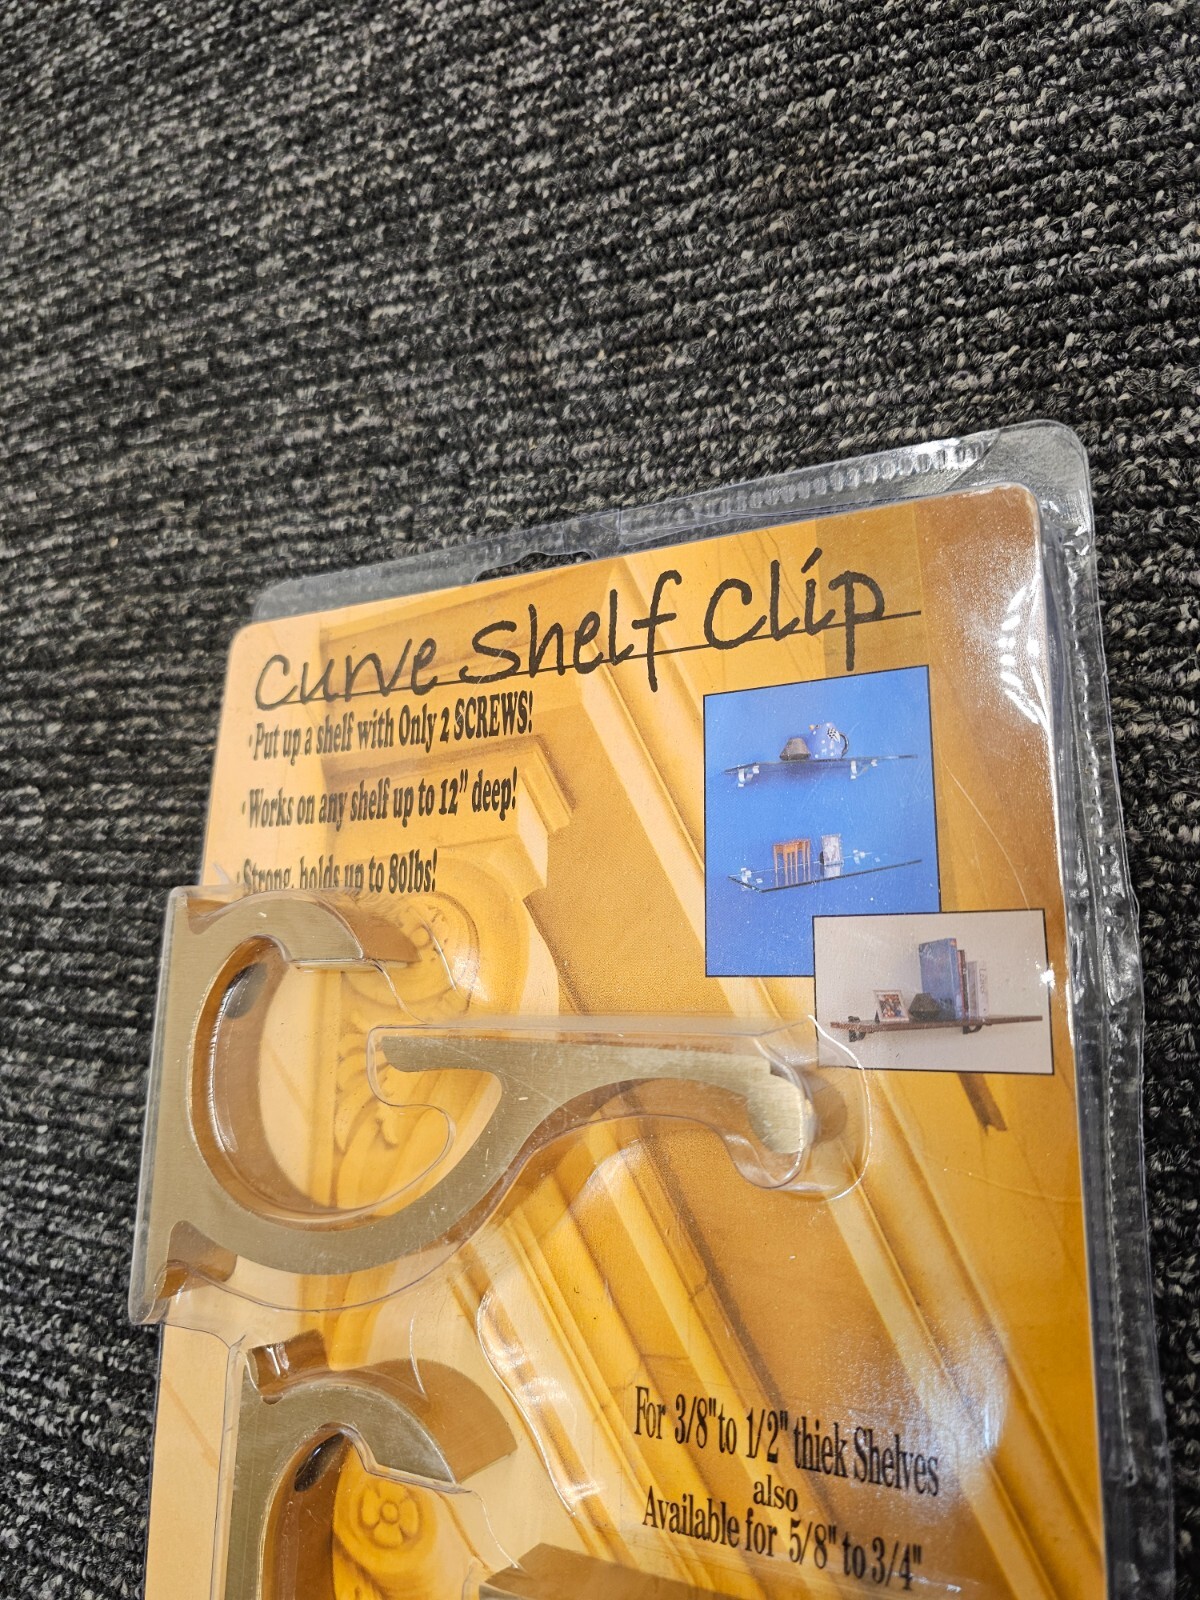 Curve Shelf Clip
· Put up a shelf with Only 2 SCREWS!
· Works on any shelf up to 12" deep!
· Strong, holds up to 80lbs!
For 3/8" to 1/2" thick Shelves
also
Available for 5/8" to 3/4"